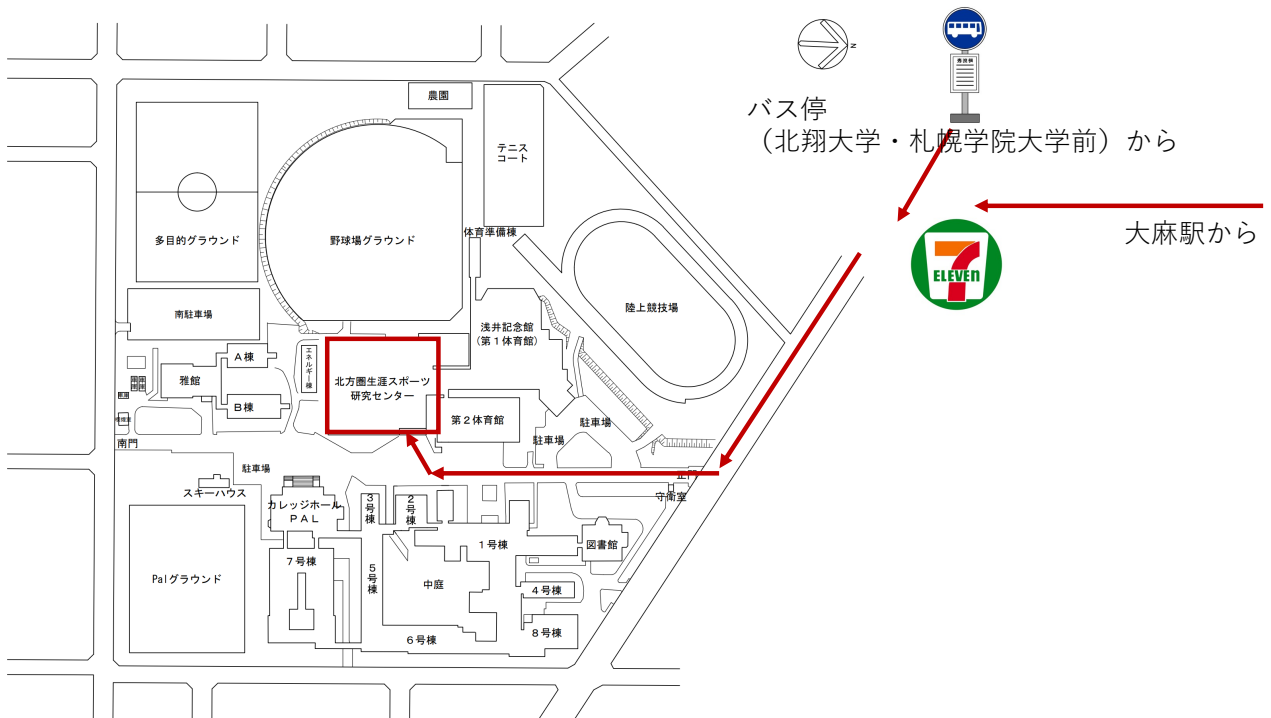 N
バス停
（北翔大学・札幌学院大学前）から
大麻駅から
ELEVEN
農園
テニス
コート
多目的グラウンド
野球場グラウンド
体育準備棟
陸上競技場
南駐車場
浅井記念館
(第１体育館)
A棟
エネルギー棟
雅館
北方圏生涯スポーツ
研究センター
B棟
第２体育館
駐車場
駐車場
南門
駐車場
正門
スキーハウス
守衛室
カレッジホール
ＰＡＬ
３号棟
２号棟
１号棟
図書館
７号棟
５号棟
中庭
Palグラウンド
４号棟
６号棟
８号棟